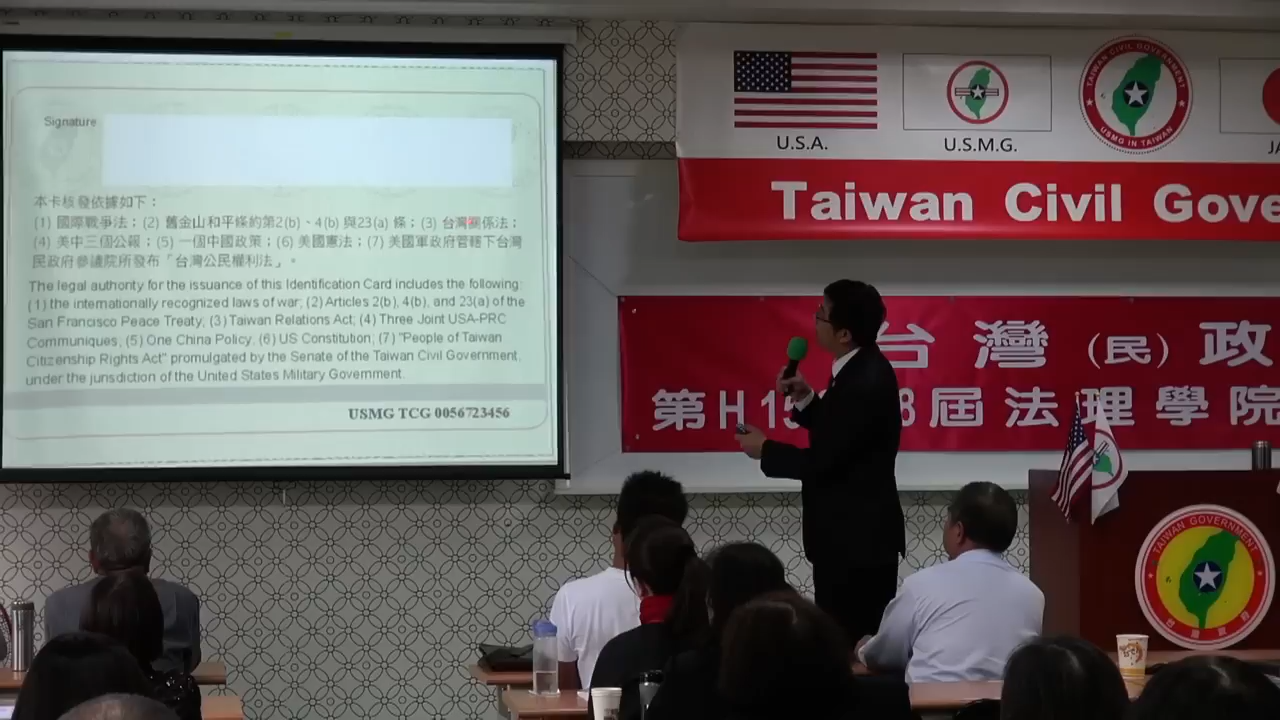 Signature
本卡核發依據如下：
(1) 國際戰爭法；(2) 舊金山和平條約第2(b)、4(b) 與23(a) 條；(3) 台灣關係法；
(4) 美中三個公報；(5) 一個中國政策；(6) 美國憲法；(7) 美國軍政府管轄下台灣
民政府參議院所發布「台灣公民權利法」。
The legal authority for the issuance of this Identification Card includes the following:
(1) the internationally recognized laws of war; (2) Articles 2(b), 4(b), and 23(a) of the
San Francisco Peace Treaty; (3) Taiwan Relations Act; (4) Three Joint USA-PRC
Communiques; (5) One China Policy, (6) US Constitution; (7) "People of Taiwan
Citizenship Rights Act" promulgated by the Senate of the Taiwan Civil Government,
under the jurisdiction of the United States Military Government.
USMG TCG 0056723456
U.S.A.
U.S.M.G.
TAIWAN CIVIL GOVERNMENT
USMG IN TAIWAN
JA
Taiwan Civil Gove
台灣（民）政
第H15 8屆法理學院
TAIWAN GOVERNMENT
台灣政府